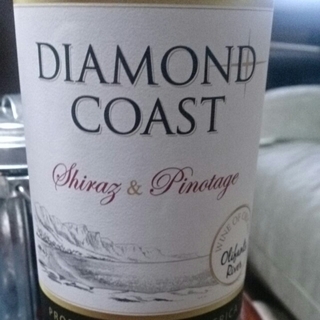 DIAMOND
COAST
Shiraz & Pinotage
WINE OF
Olifants
River